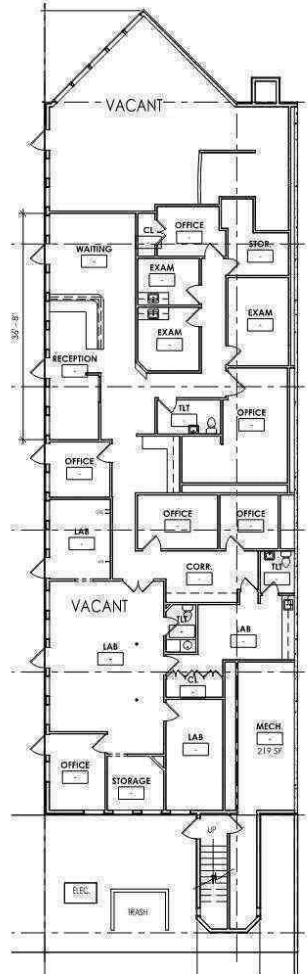 VACANT
CL
OFFICE
WAITING
STOR.
EXAM
EXAM
EXAM
36'-8"
RECEPTION
TLT
OFFICE
OFFICE
OFFICE
OFFICE
LAB
CORR.
TLT
VACANT
TLT
LAB
LAB
CL
LAB
MECH.
219 SF
OFFICE
STORAGE
UP
ELEC.
TRASH